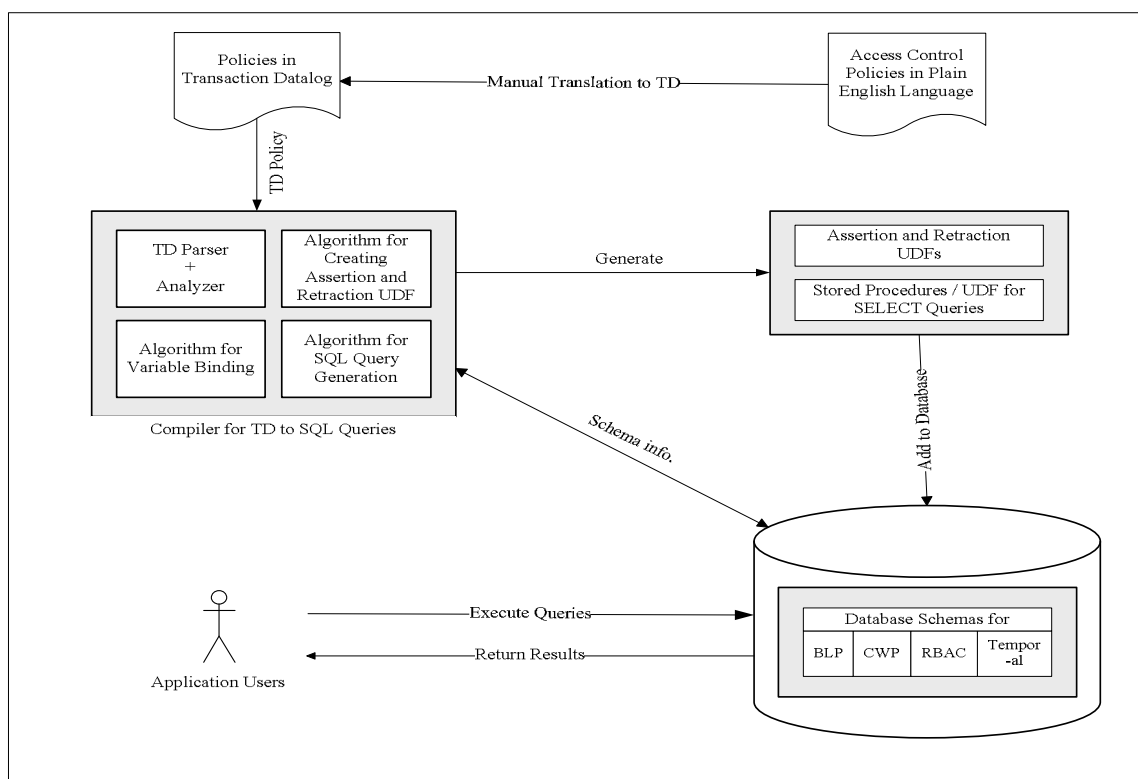 Policies in
Transaction Datalog
Manual Translation to TD
Access Control
Policies in Plain
English Language
TD Policy
TD Parser
+
Analyzer
Algorithm for
Creating
Assertion and
Retraction UDF
Algorithm for
Variable Binding
Algorithm for
SQL Query
Generation
Compiler for TD to SQL Queries
Generate
Assertion and Retraction
UDFs
Stored Procedures / UDF for
SELECT Queries
Schema info.
Add to Database
Execute Queries
Return Results
Application Users
Database Schemas for
BLP
CWP
RBAC
Tempor
-al